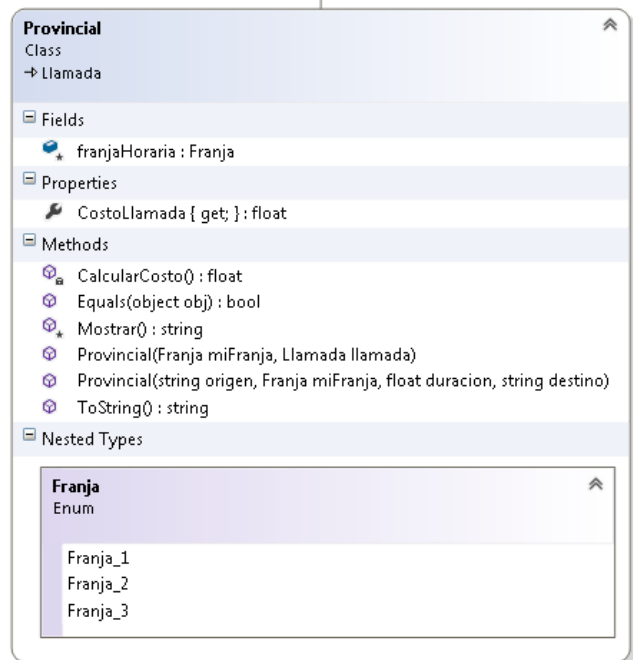 Provincial
Class
Llamada
Fields
franjaHoraria : Franja
Properties
CostoLlamada { get; } : float
Methods
CalcularCosto() : float
Equals(object obj) : bool
Mostrar() : string
Provincial(Franja miFranja, Llamada llamada)
Provincial(string origen, Franja miFranja, float duracion, string destino)
ToString() : string
Nested Types
Franja
Enum
Franja_1
Franja_2
Franja_3